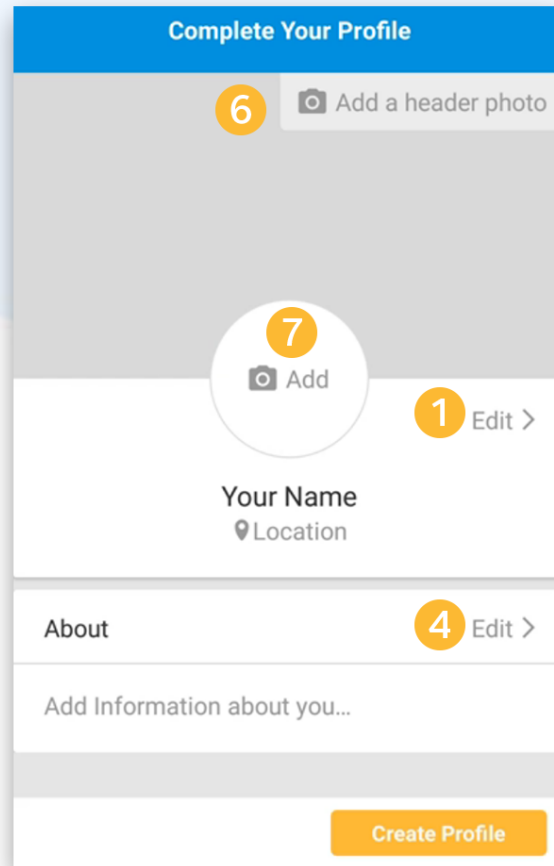 Complete Your Profile
6 Add a header photo
7
Add
1 Edit >
Your Name
Location
About 4 Edit >
Add Information about you...
Create Profile